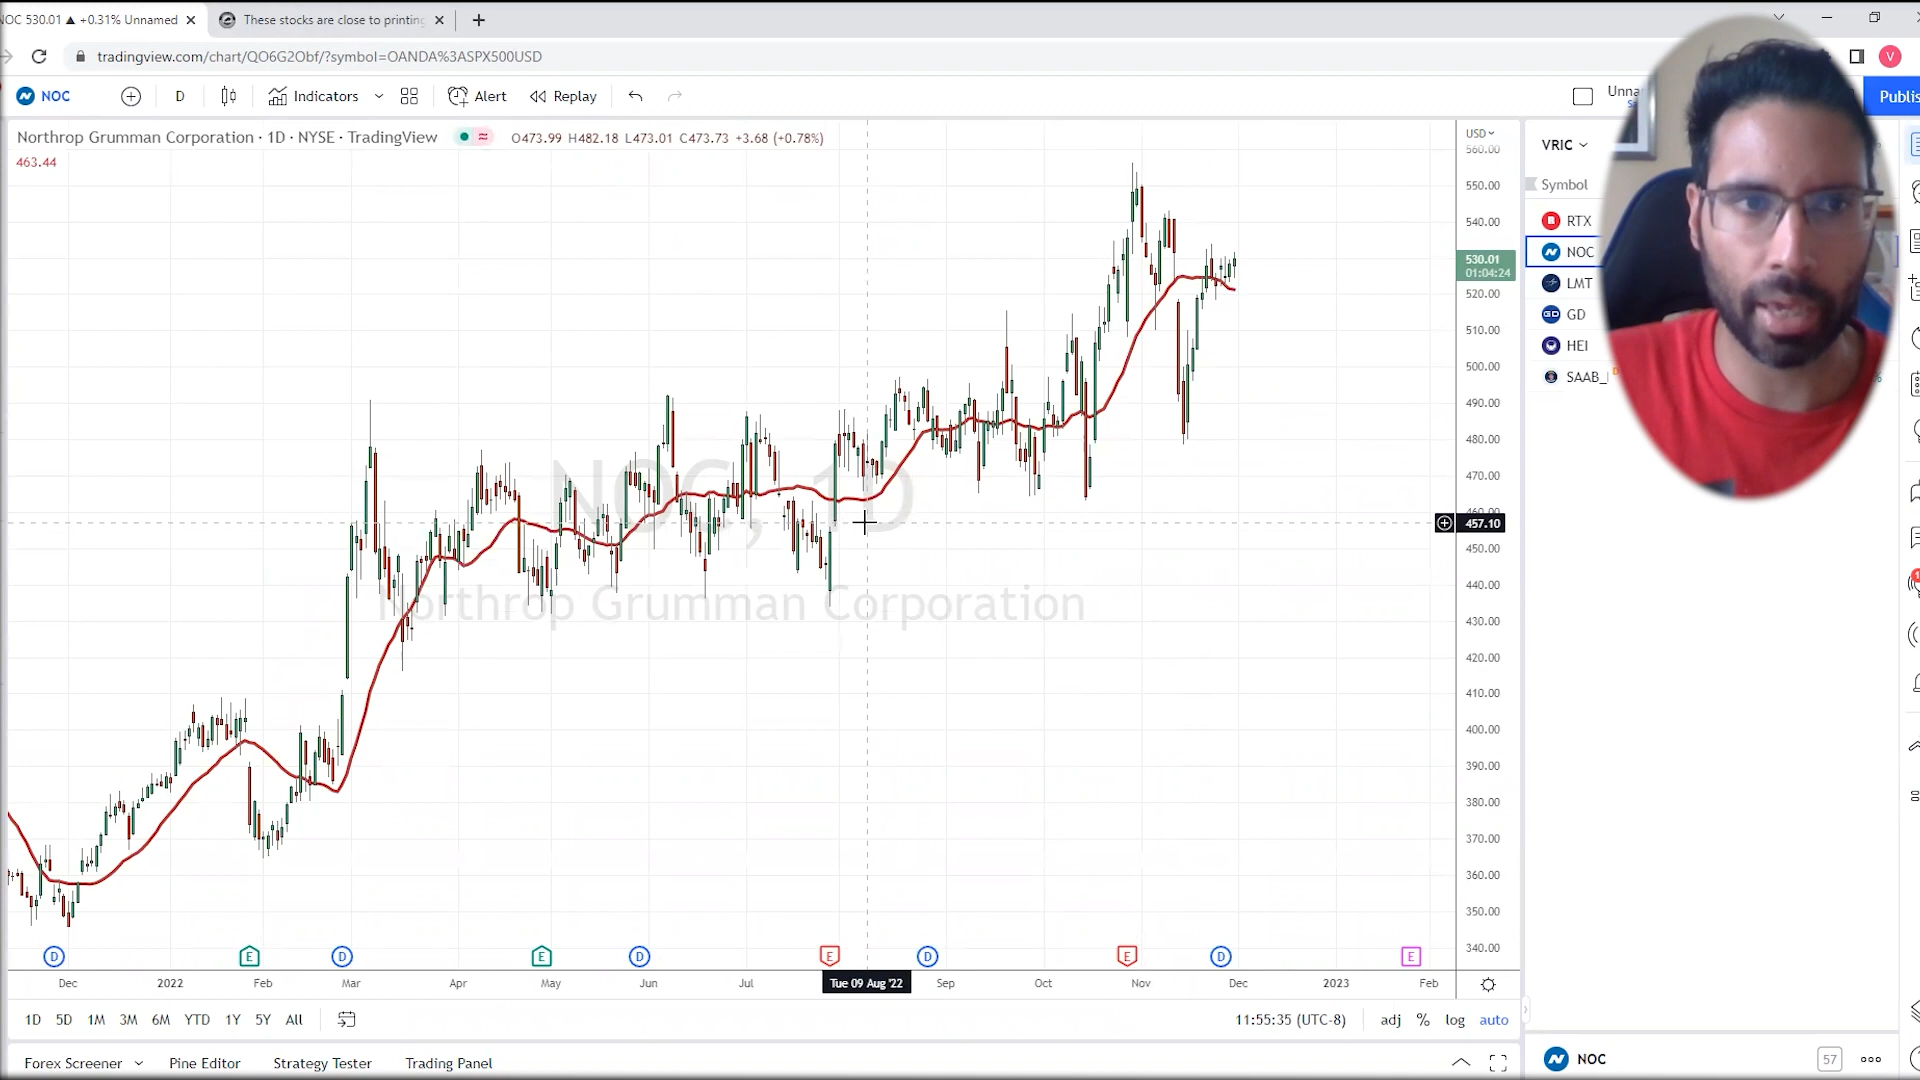 NOC 530.01 ▲ +0.31% Unnamed
These stocks are close to printing
tradingview.com/chart/QO6G2Obf/?symbol=OANDA%3ASPX500USD
V
NOC
D
Indicators
Alert
Replay
Unna
Publis
Northrop Grumman Corporation · 1D · NYSE · TradingView
O473.99 H482.18 L473.01 C473.73 +3.68 (+0.78%)
463.44
USD
560.00
550.00
540.00
530.01
01:04:24
520.00
510.00
500.00
490.00
480.00
470.00
460.00
457.10
450.00
440.00
430.00
420.00
410.00
400.00
390.00
380.00
370.00
360.00
350.00
340.00
NOC, 1D
Northrop Grumman Corporation
VRIC
Symbol
RTX
NOC
LMT
GD GD
HEI
SAAB_
D E D E D E D E D E
Dec 2022 Feb Mar Apr May Jun Jul Tue 09 Aug '22 Sep Oct Nov Dec 2023 Feb
1D 5D 1M 3M 6M YTD 1Y 5Y All
11:55:35 (UTC-8) adj % log auto
Forex Screener Pine Editor Strategy Tester Trading Panel
NOC
57